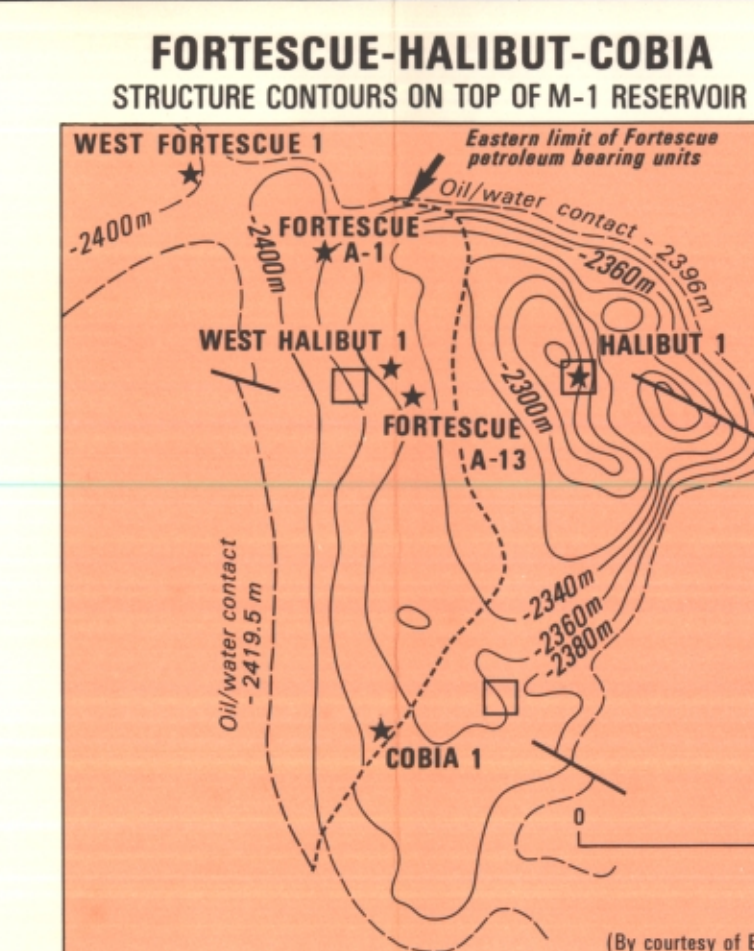 FORTESCUE-HALIBUT-COBIA
STRUCTURE CONTOURS ON TOP OF M-1 RESERVOIR
WEST FORTESCUE 1
Eastern limit of Fortescue
petroleum bearing units
Oil/water contact - 2396m
-2400m
-2400m
FORTESCUE
A-1
-2360m
WEST HALIBUT 1
HALIBUT 1
-2300m
FORTESCUE
A-13
Oil/water contact
- 2419.5 m
-2340m
-2360m
-2380m
COBIA 1
0
(By courtesy of